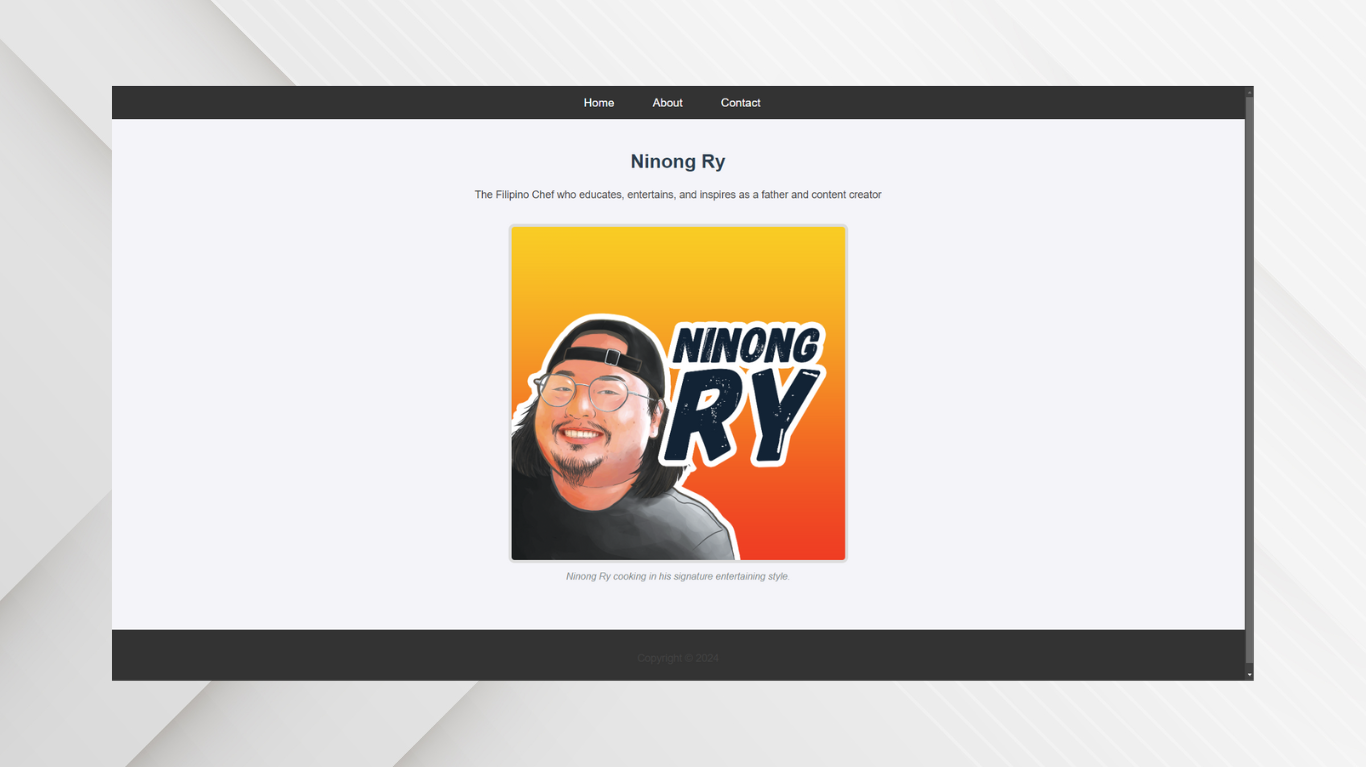 Home About Contact
Ninong Ry
The Filipino Chef who educates, entertains, and inspires as a father and content creator
NINONG
RY
Ninong Ry cooking in his signature entertaining style.
Copyright © 2024